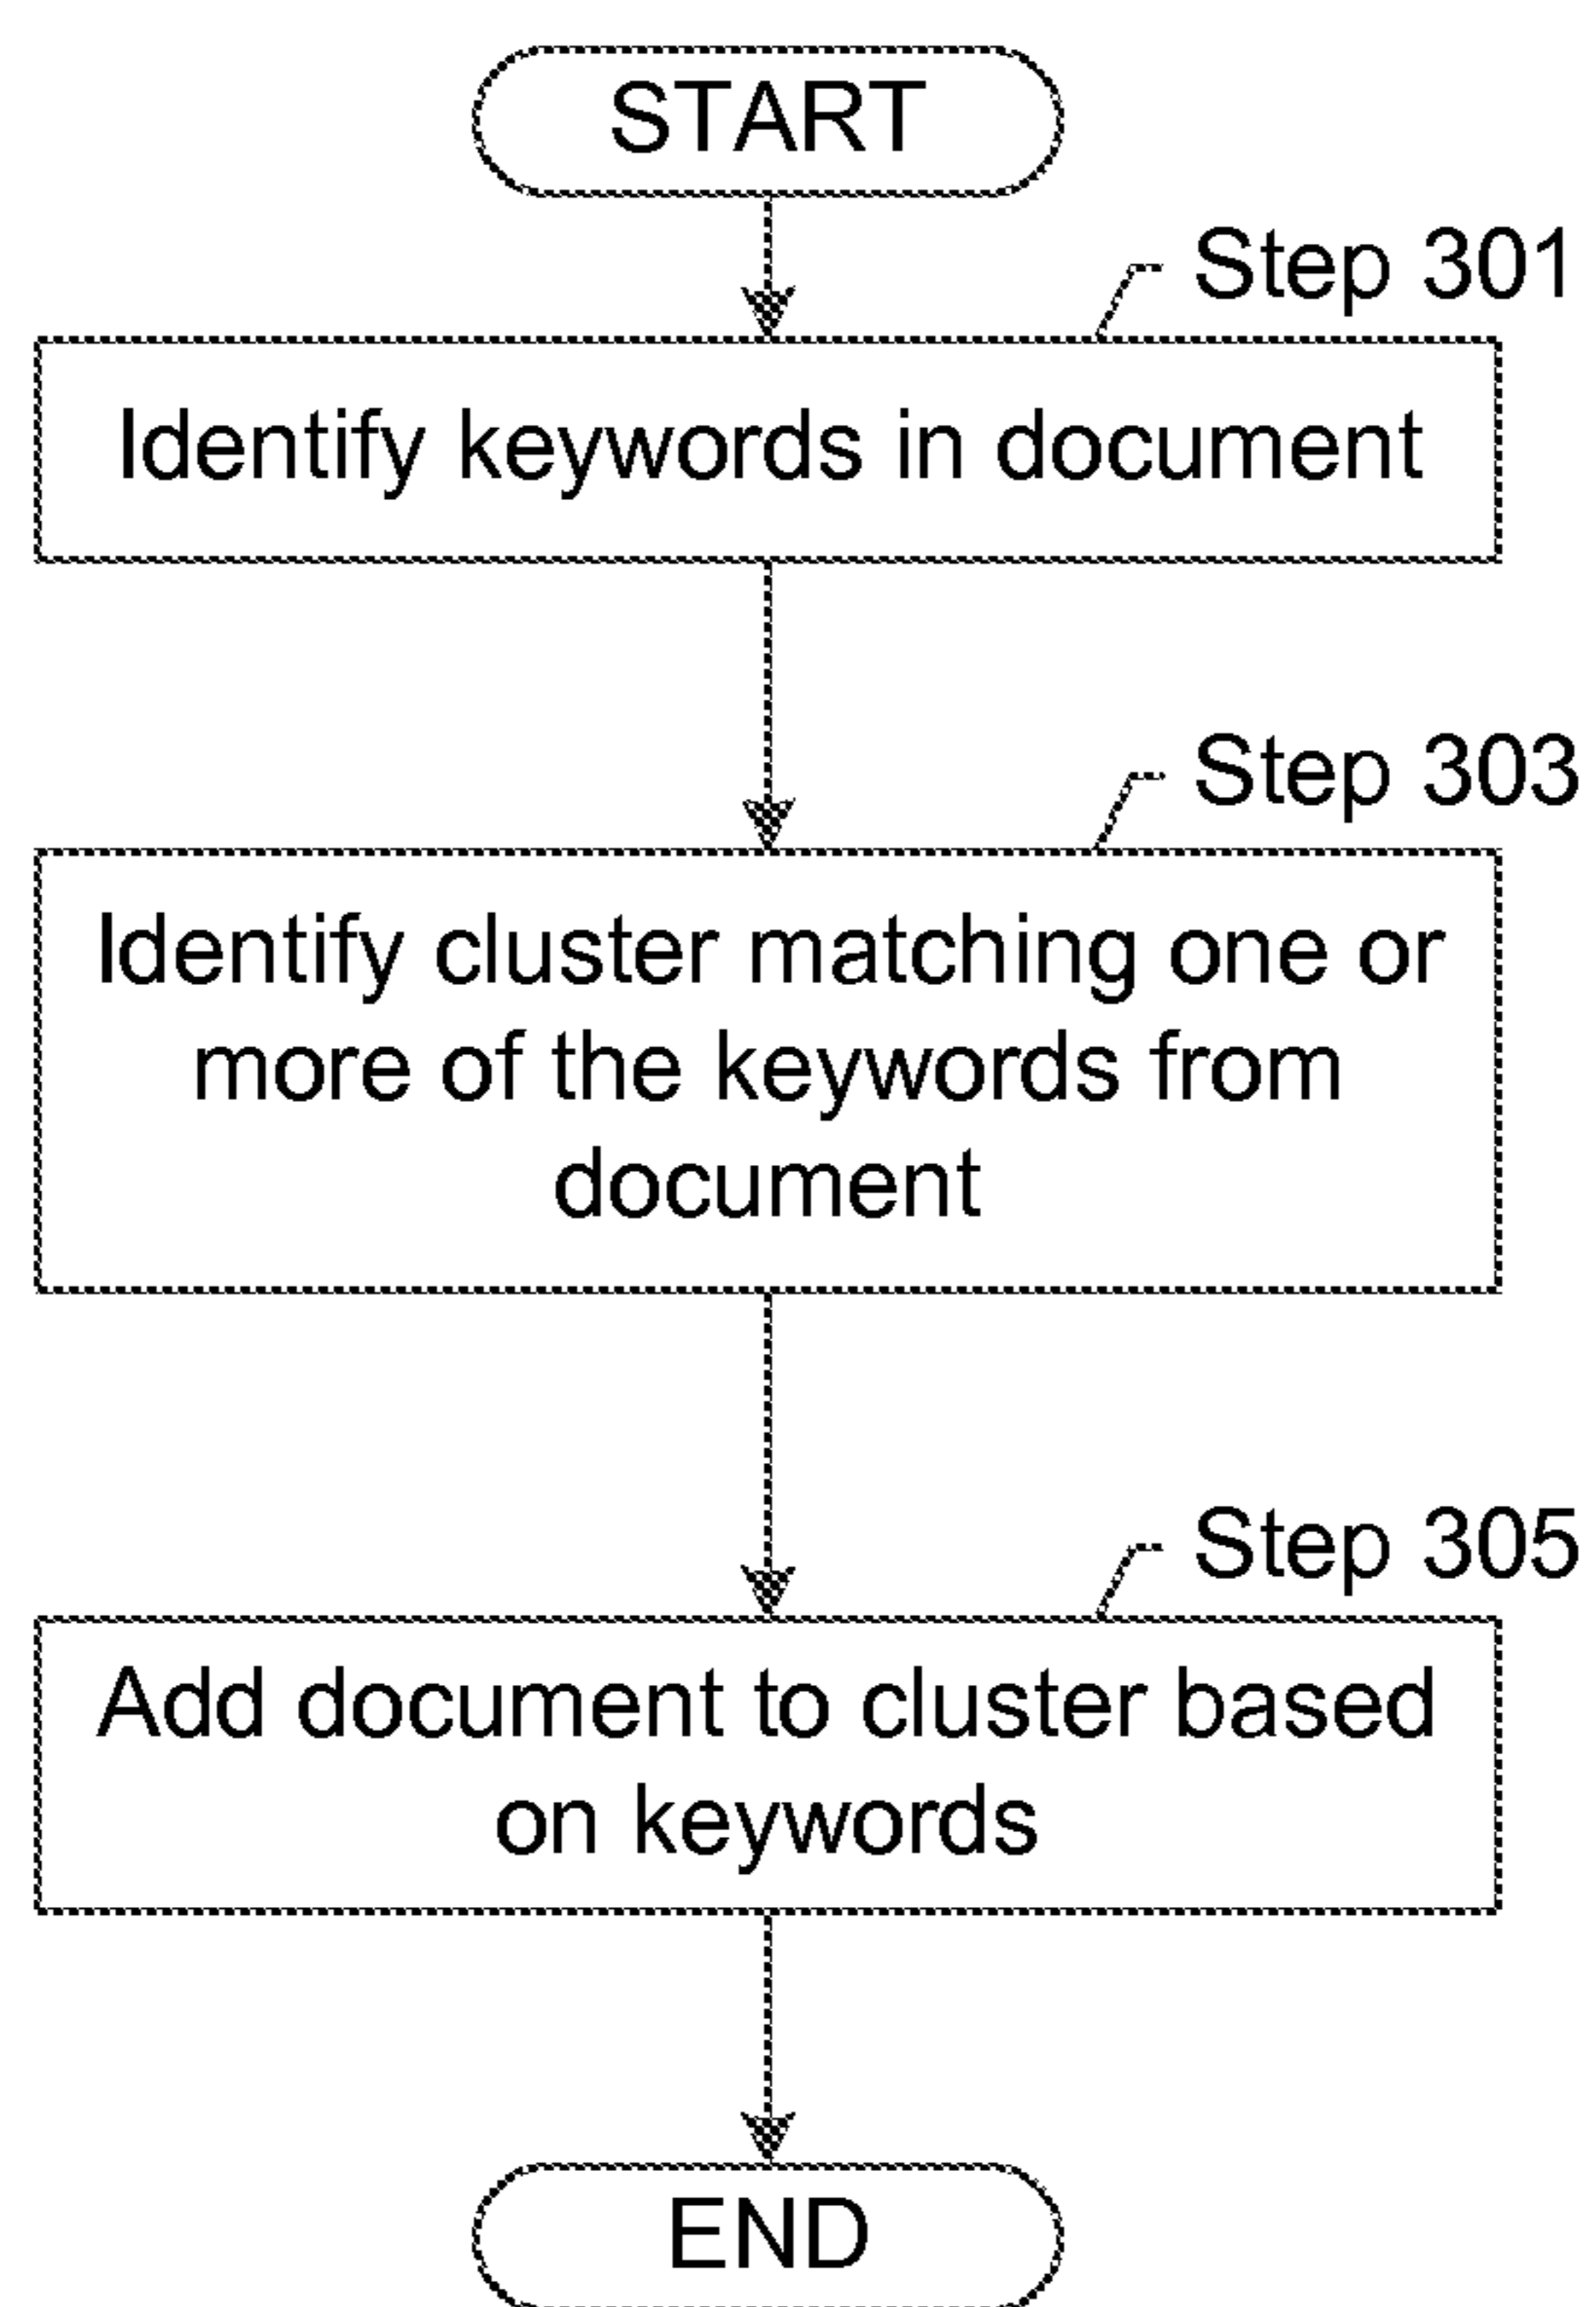 START
Step 301
Identify keywords in document
Step 303
Identify cluster matching one or
more of the keywords from
document
Step 305
Add document to cluster based
on keywords
END